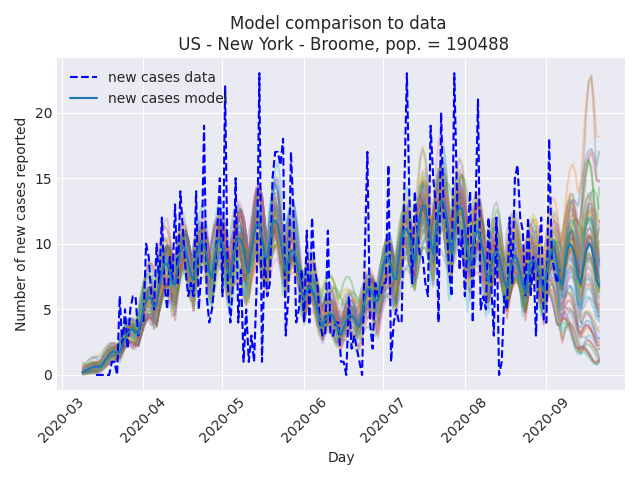 Model comparison to data
US - New York - Broome, pop. = 190488
new cases data
new cases model
Number of new cases reported
20
15
10
5
0
2020-03
2020-04
2020-05
2020-06
2020-07
2020-08
2020-09
Day